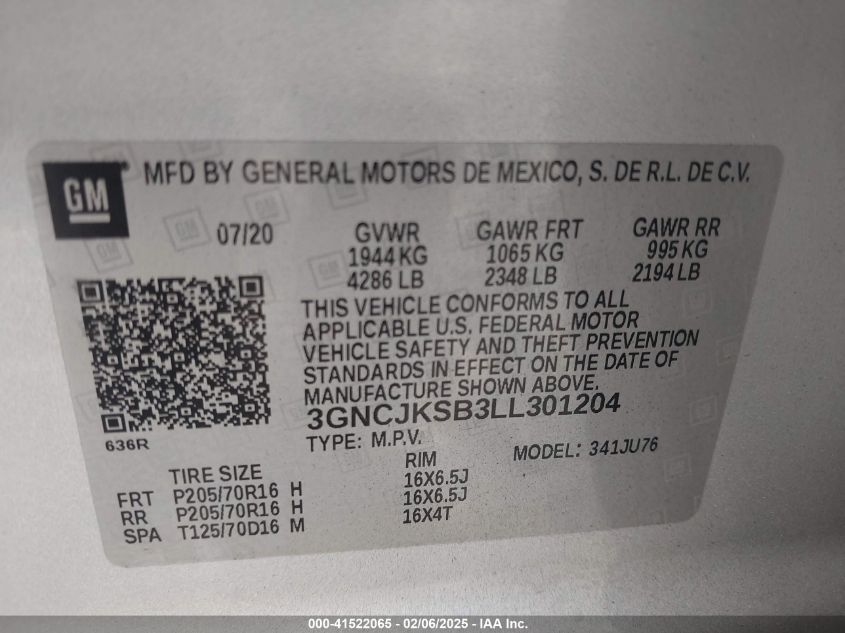 GM
MFD BY GENERAL MOTORS DE MEXICO, S. DE R.L. DE C.V.
07/20 GVWR GAWR FRT GAWR RR
1944 KG 1065 KG 995 KG
4286 LB 2348 LB 2194 LB
THIS VEHICLE CONFORMS TO ALL
APPLICABLE U.S. FEDERAL MOTOR
VEHICLE SAFETY AND THEFT PREVENTION
STANDARDS IN EFFECT ON THE DATE OF
MANUFACTURE SHOWN ABOVE.
3GNCJKSB3LL301204
636R
TYPE: M.P.V. MODEL: 341JU76
TIRE SIZE RIM
FRT P205/70R16 H 16X6.5J
RR P205/70R16 H 16X6.5J
SPA T125/70D16 M 16X4T
000-41522065 - 02/06/2025 - IAA Inc.